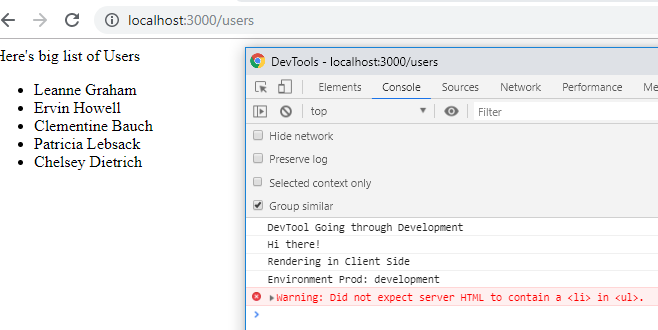 localhost:3000/users
Here's big list of Users
Leanne Graham
Ervin Howell
Clementine Bauch
Patricia Lebsack
Chelsey Dietrich
DevTools - localhost:3000/users
Elements Console Sources Network Performance Me
top Filter
Hide network
Preserve log
Selected context only
Group similar
DevTool Going through Development
Hi there!
Rendering in Client Side
Environment Prod: development
Warning: Did not expect server HTML to contain a <li> in <ul>.